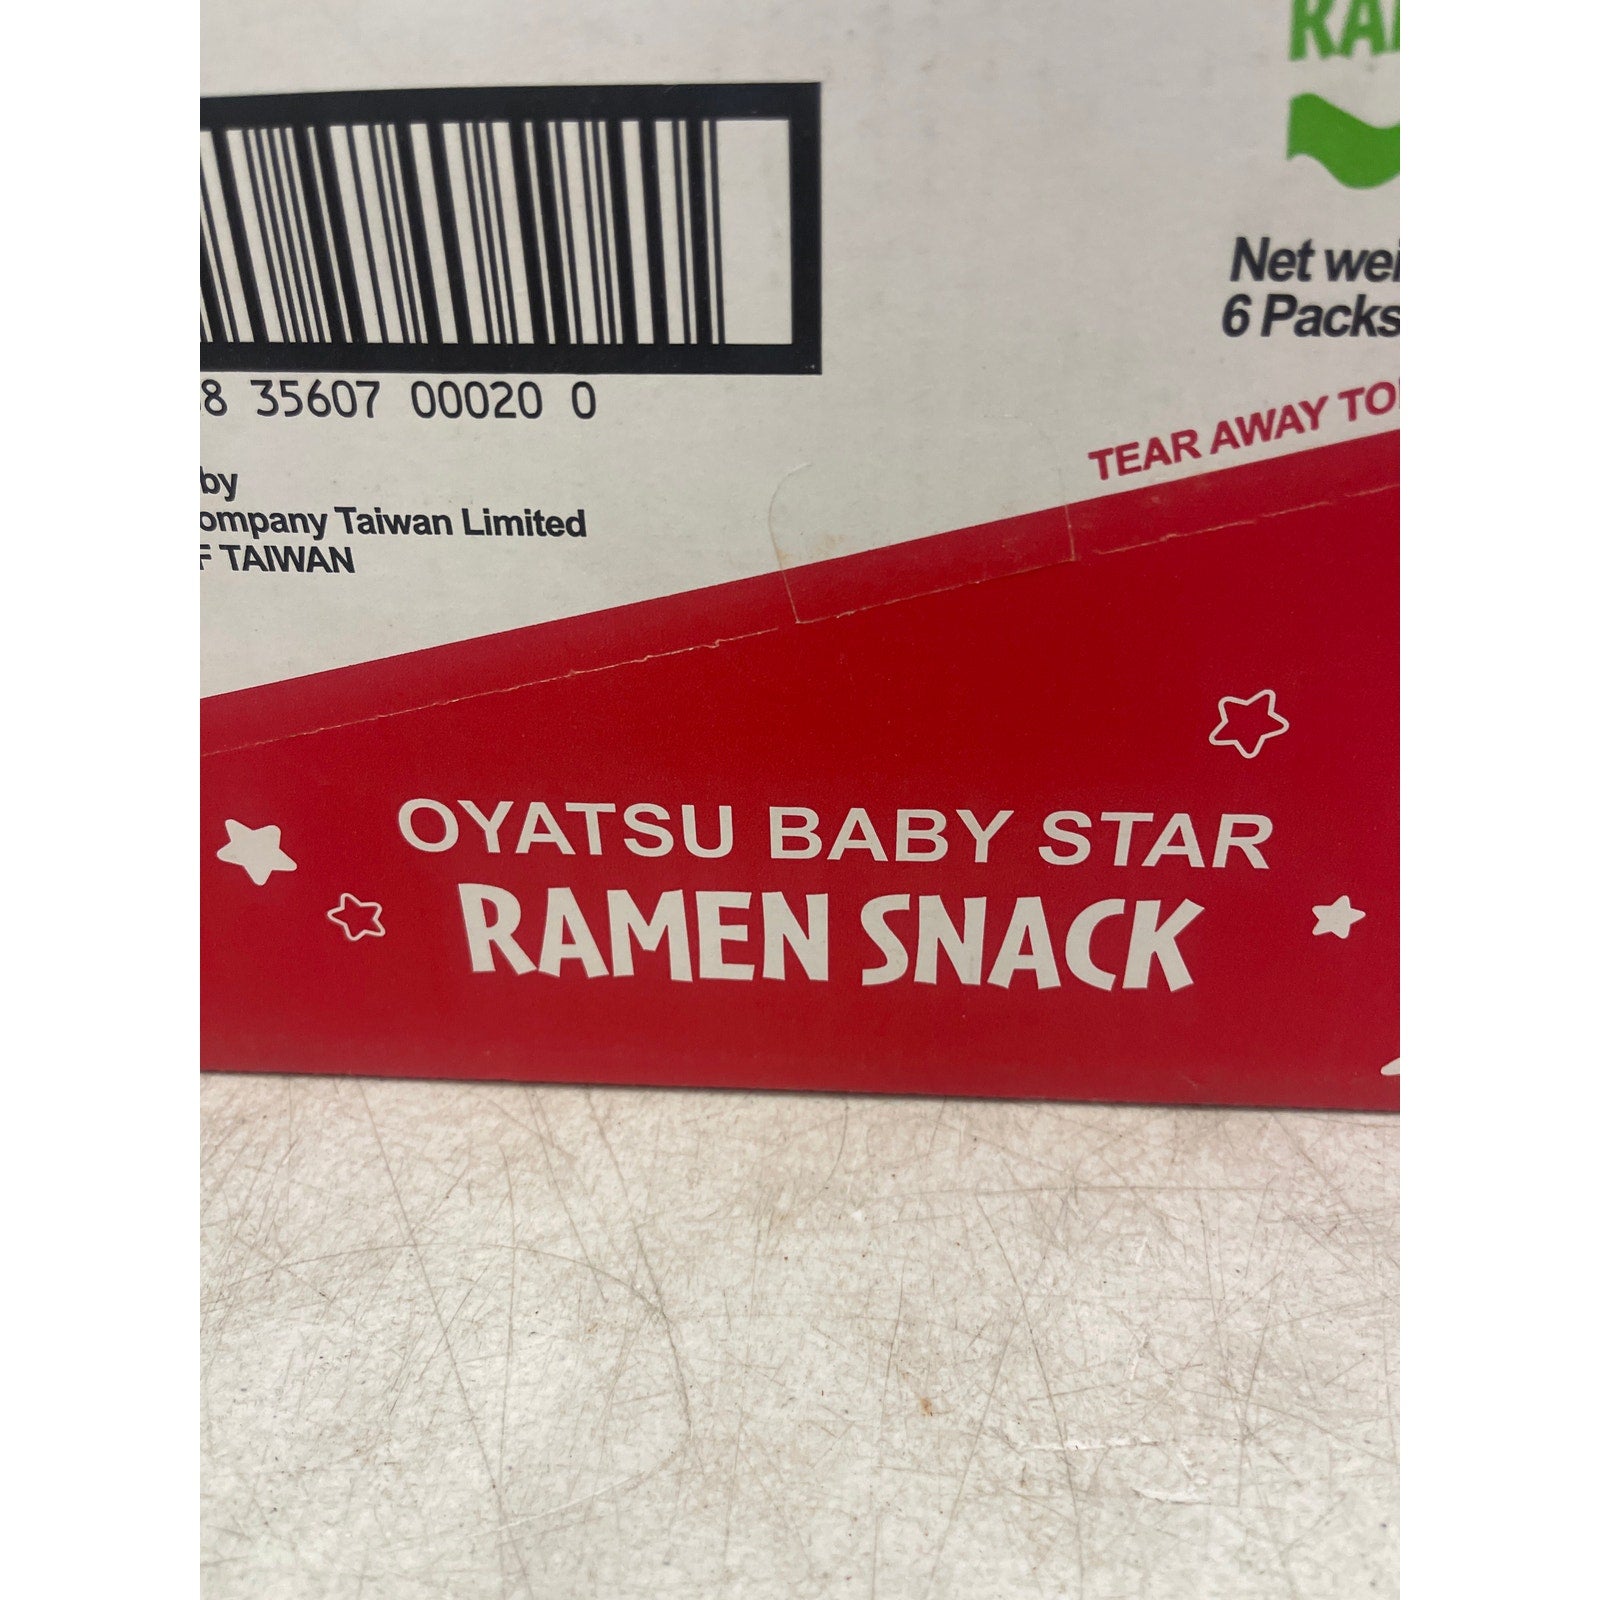 8 35607 00020 0
by
ompany Taiwan Limited
F TAIWAN
RA
Net wei
6 Packs
TEAR AWAY TO
OYATSU BABY STAR
RAMEN SNACK